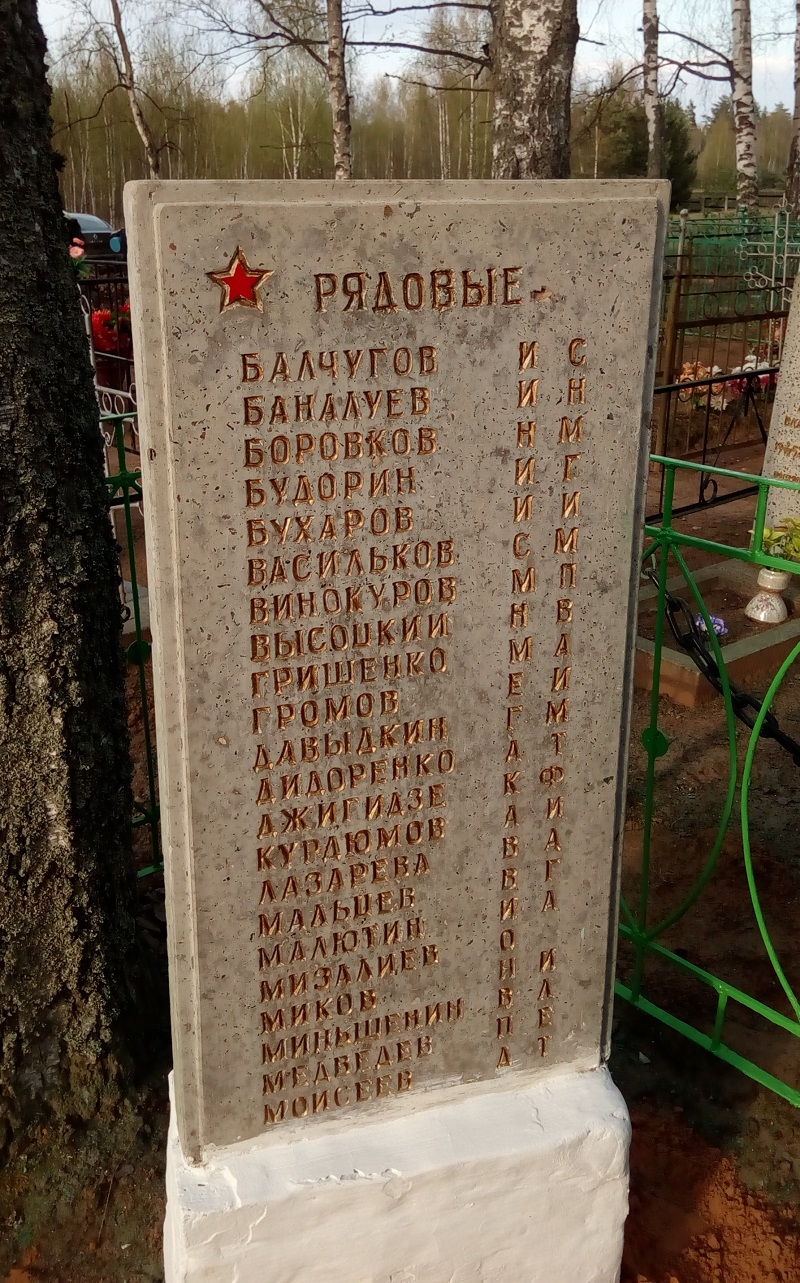 РЯДОВЫЕ
БАЛЧУГОВ И С
БАНАЛУЕВ И Н
БОРОВКОВ Н М
БУДОРИН И Г
БУХАРОВ И И
ВАСИЛЬКОВ С М
ВИНОКУРОВ М П
ВЫСОЦКИЙ Н В
ГРИШЕНКО М А
ГРОМОВ Е И
ДАВЫДКИН Г М
ДИДОРЕНКО А Т
ДЖИГИДЗЕ К Ф
КУРДЮМОВ А И
ЛАЗАРЕВА В А
МАЛЬЦЕВ В Г
МАЛЮТИН И А
МИЗАЛИЕВ О
МИКОВ Н И
МИНЬШЕНИН В Л
МЕДВЕДЕВ П Е
МОИСЕЕВ А Т